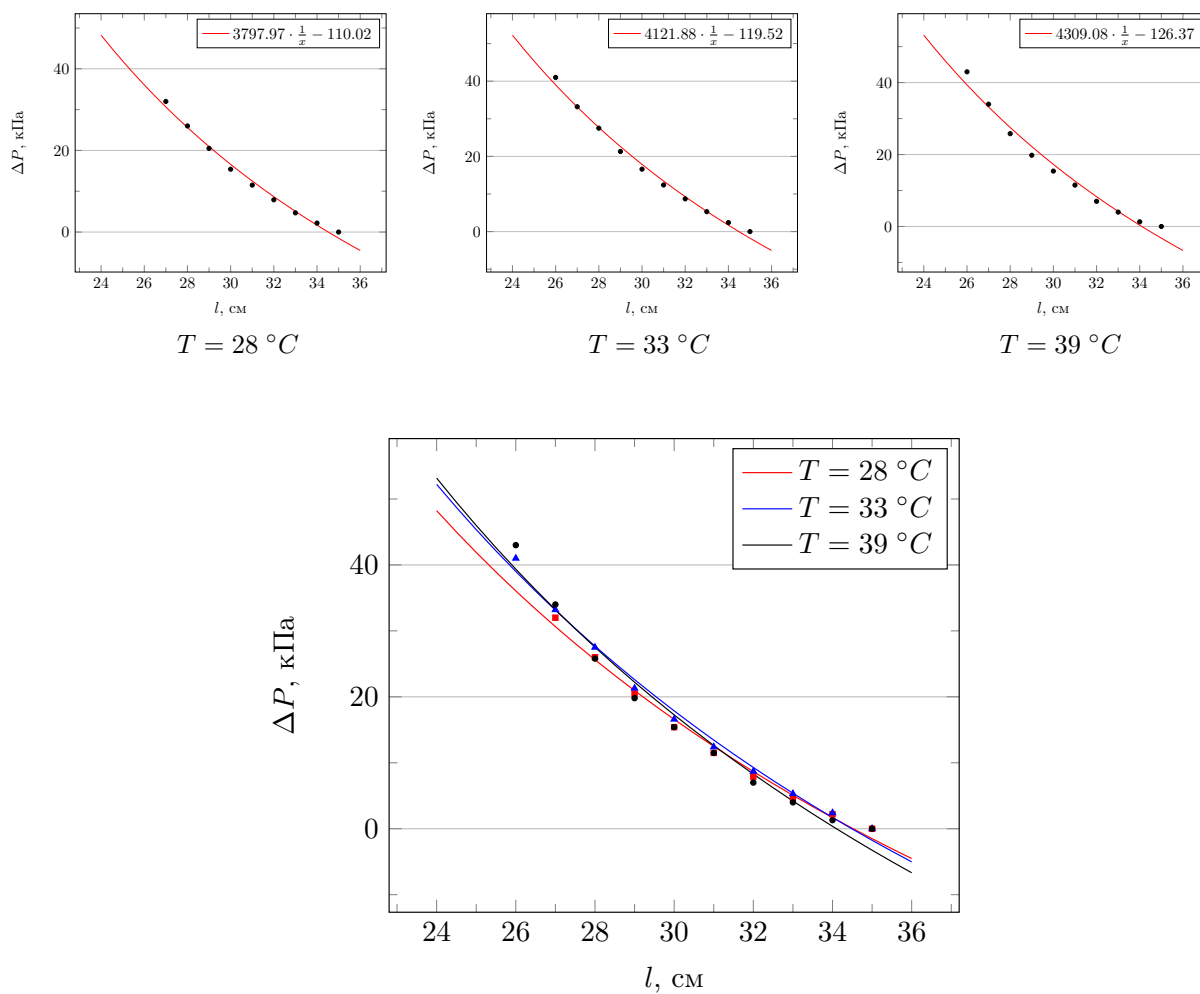 3797.97 · 1/x − 110.02
ΔP, кПа
40
20
0
24 26 28 30 32 34 36
l, см
T = 28 °C
4121.88 · 1/x − 119.52
ΔP, кПа
40
20
0
24 26 28 30 32 34 36
l, см
T = 33 °C
4309.08 · 1/x − 126.37
ΔP, кПа
40
20
0
24 26 28 30 32 34 36
l, см
T = 39 °C
T = 28 °C
T = 33 °C
T = 39 °C
ΔP, кПа
40
20
0
24 26 28 30 32 34 36
l, см